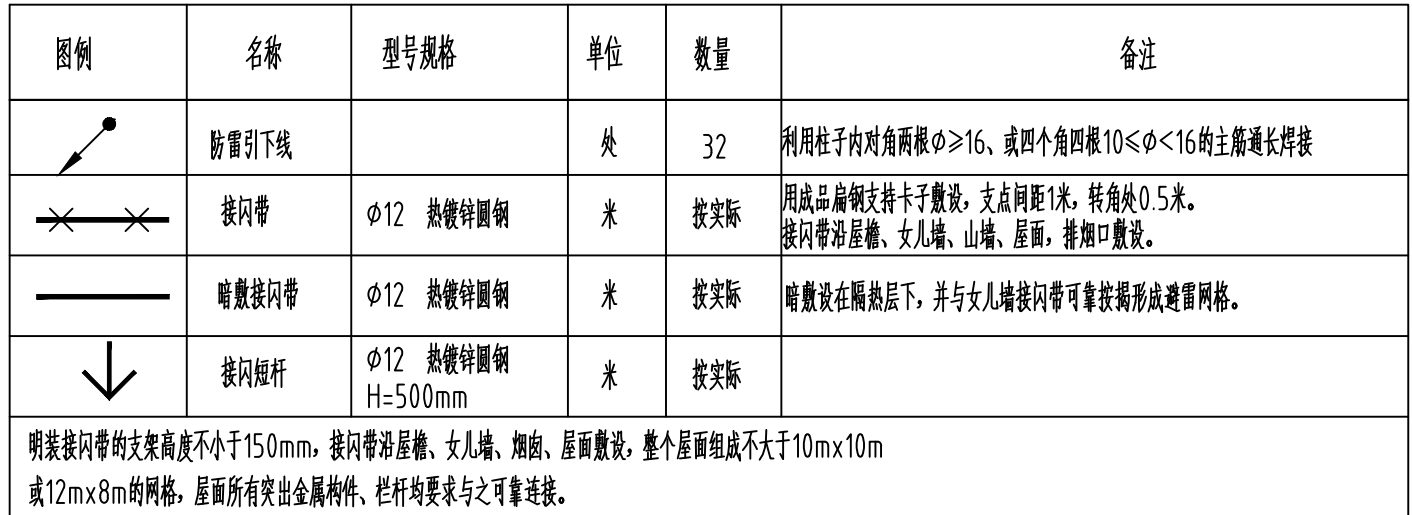 图例 名称 型号规格 单位 数量 备注
防雷引下线 处 32 利用柱子内对角两根Φ≥16、或四个角四根10≤Φ<16的主筋通长焊接
接闪带 Φ12 热镀锌圆钢 米 按实际 用成品扁钢支持卡子敷设，支点间距1米，转角处0.5米。
接闪带沿屋檐、女儿墙、山墙、屋面，排烟口敷设。
暗敷接闪带 Φ12 热镀锌圆钢 米 按实际 暗敷设在隔热层下，并与女儿墙接闪带可靠按揭形成避雷网格。
接闪短杆 Φ12 热镀锌圆钢 米 按实际
H=500mm
明装接闪带的支架高度不小于150mm，接闪带沿屋檐、女儿墙、烟囱、屋面敷设，整个屋面组成不大于10mx10m
或12mx8m的网格，屋面所有突出金属构件、栏杆均要求与之可靠连接。